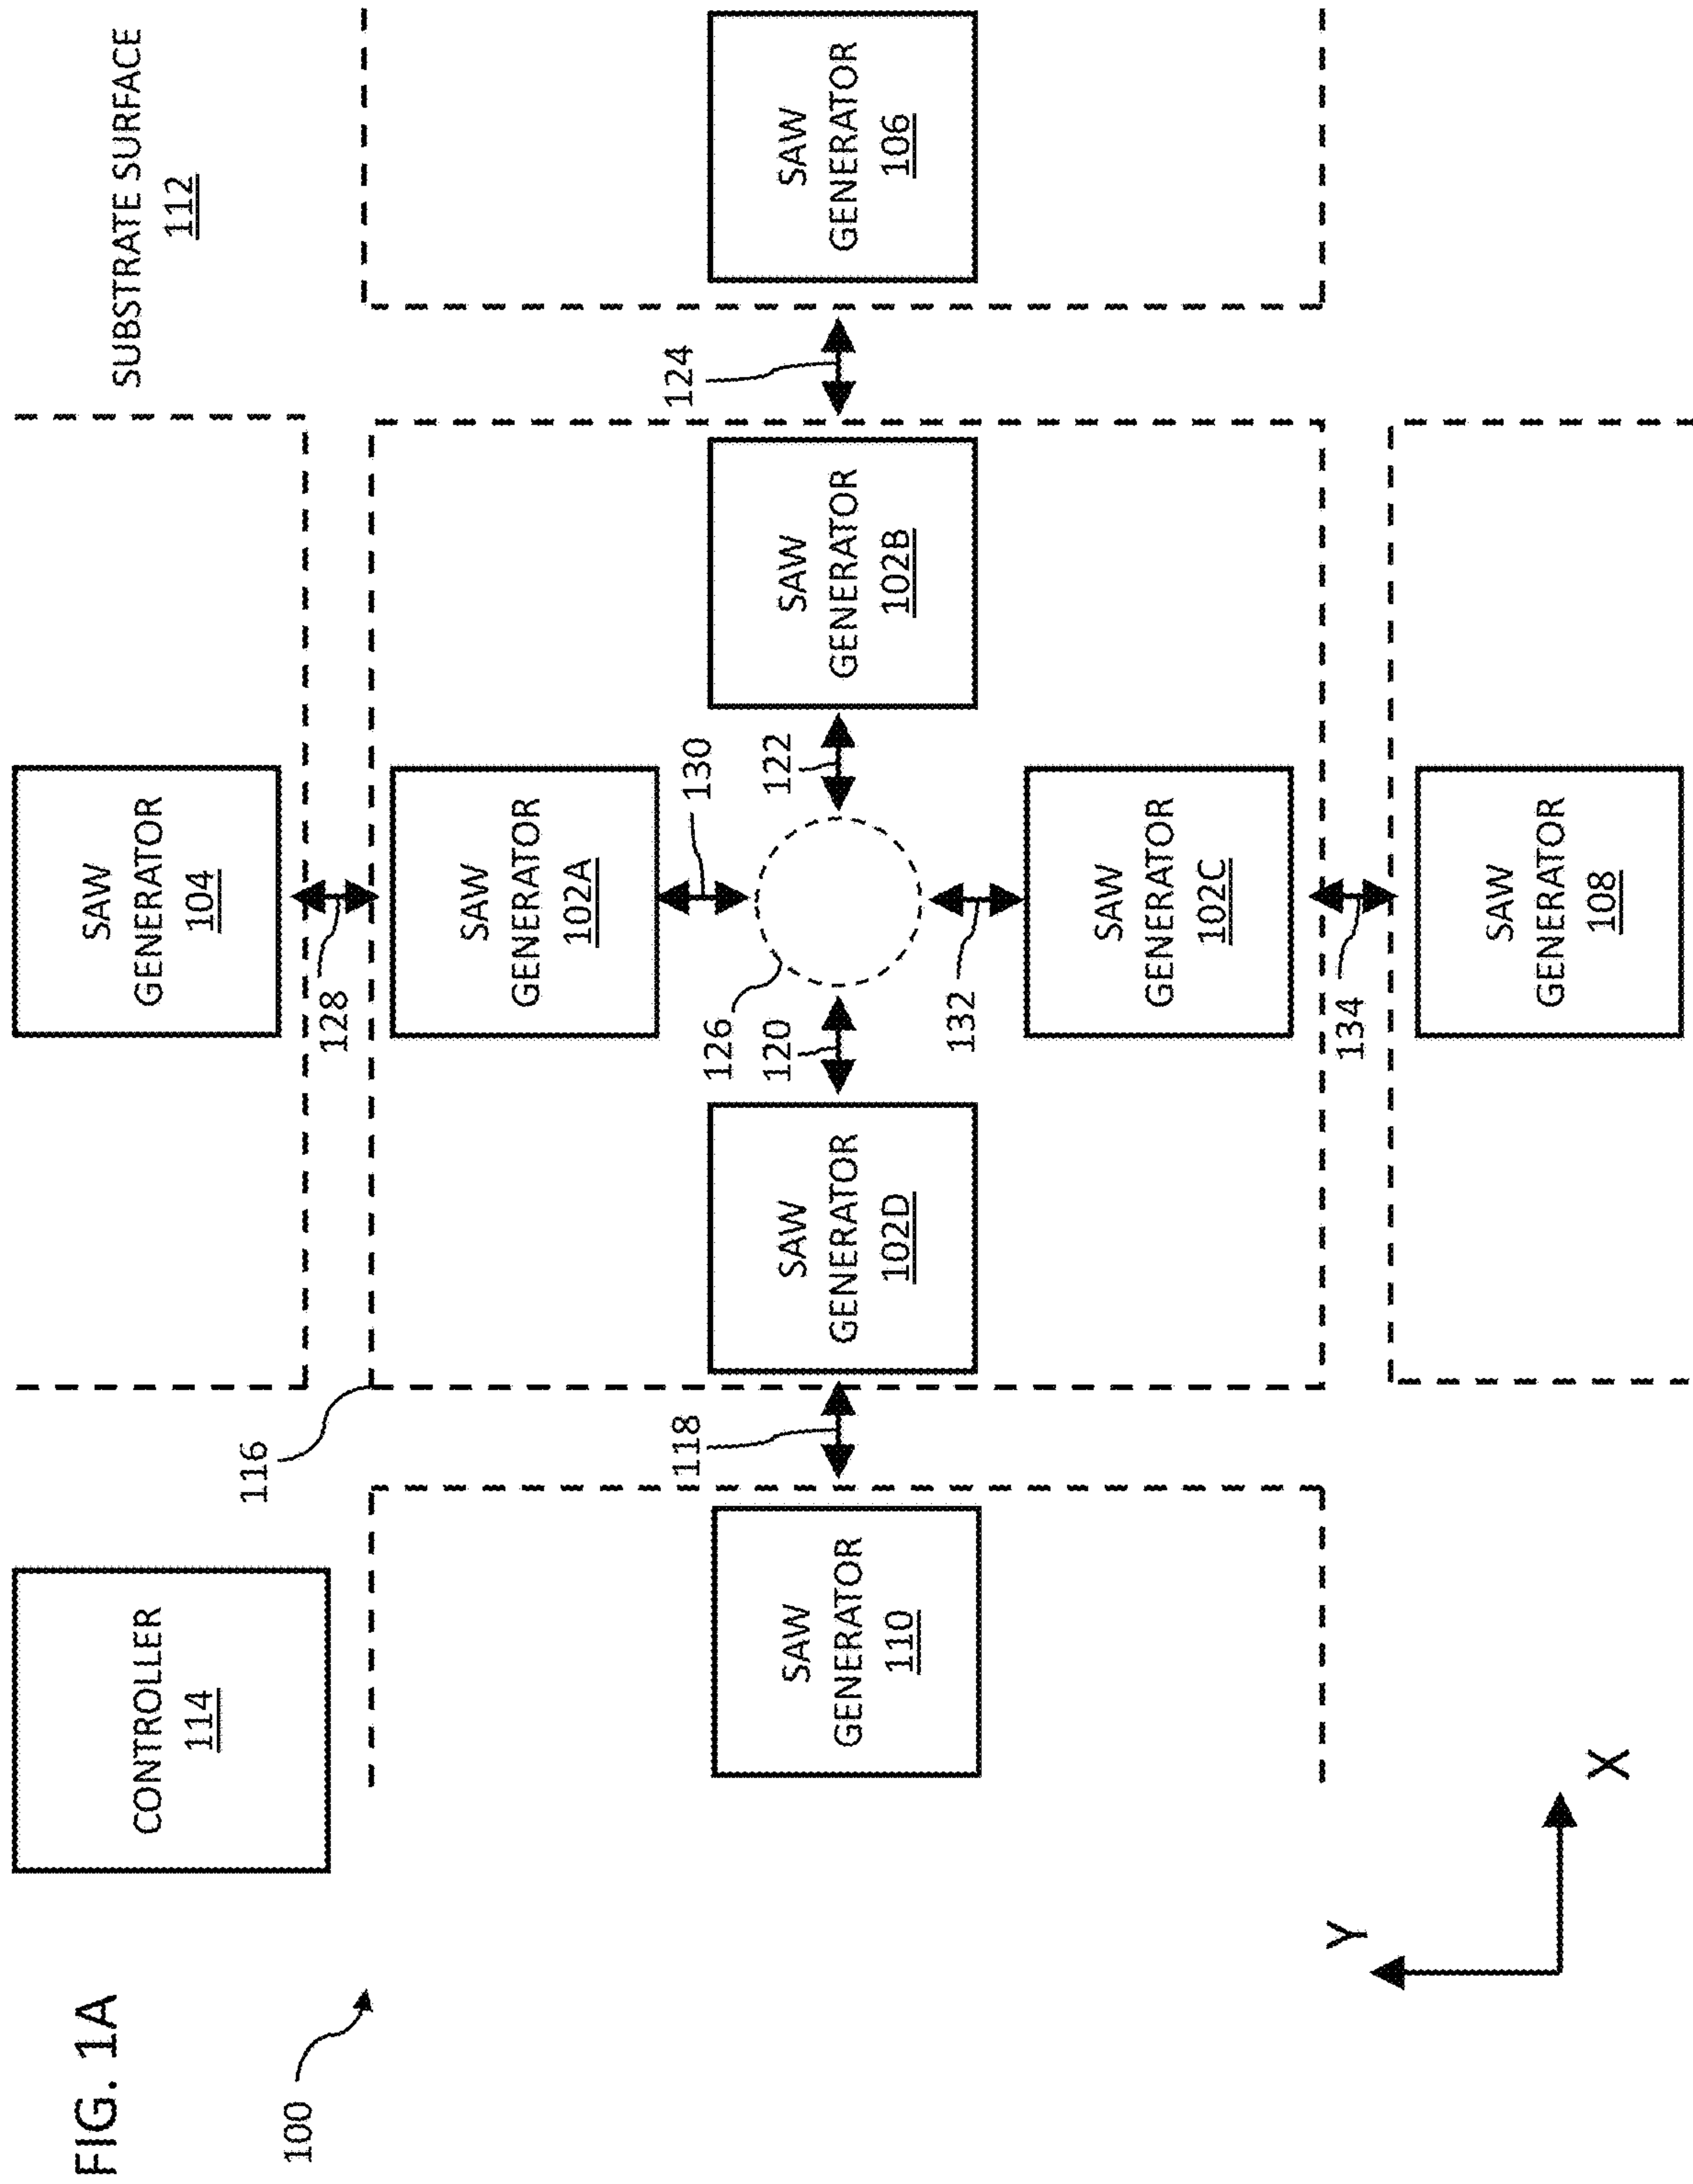 FIG. 1A
100
CONTROLLER
114
SUBSTRATE SURFACE
112
SAW
GENERATOR
104
116
128
SAW
GENERATOR
102A
118
126
130
124
120
122
SAW
GENERATOR
110
SAW
GENERATOR
102D
SAW
GENERATOR
102B
SAW
GENERATOR
106
132
SAW
GENERATOR
102C
134
SAW
GENERATOR
108
Y
X